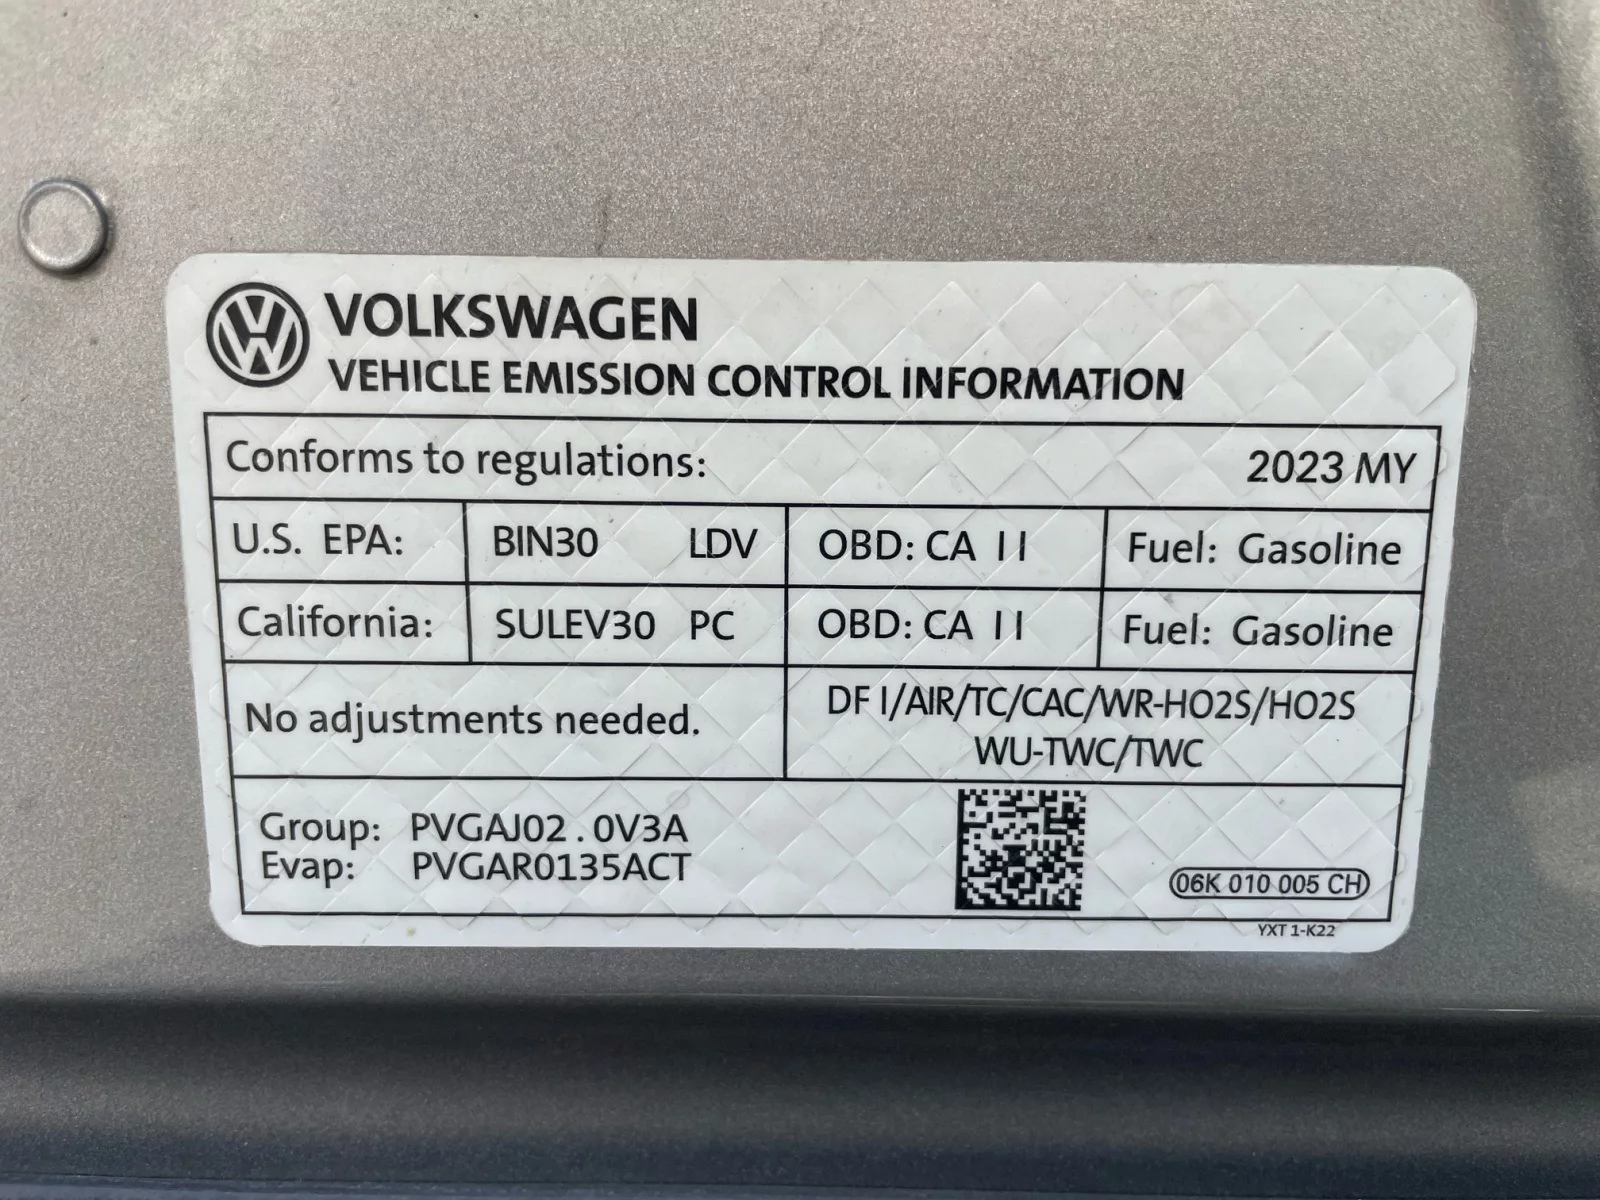 VOLKSWAGEN
VEHICLE EMISSION CONTROL INFORMATION
Conforms to regulations: 2023 MY
U.S. EPA: BIN30 LDV OBD: CA II Fuel: Gasoline
California: SULEV30 PC OBD: CA II Fuel: Gasoline
No adjustments needed.
DFI/AIR/TC/CAC/WR-HO2S/HO2S
WU-TWC/TWC
Group: PVGAJ02.0V3A
Evap: PVGAR0135ACT
06K 010 005 CH
YXT 1-K22